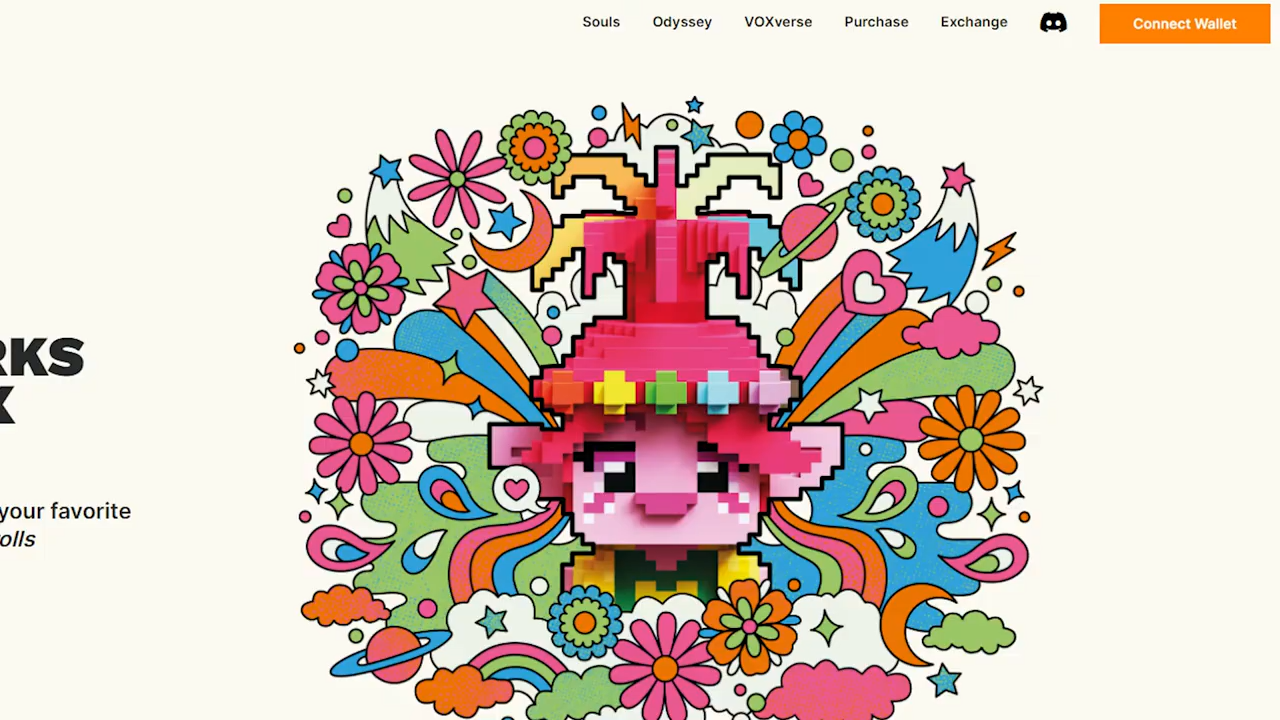 Souls Odyssey VOXverse Purchase Exchange Connect Wallet
RKS
X
your favorite
olls